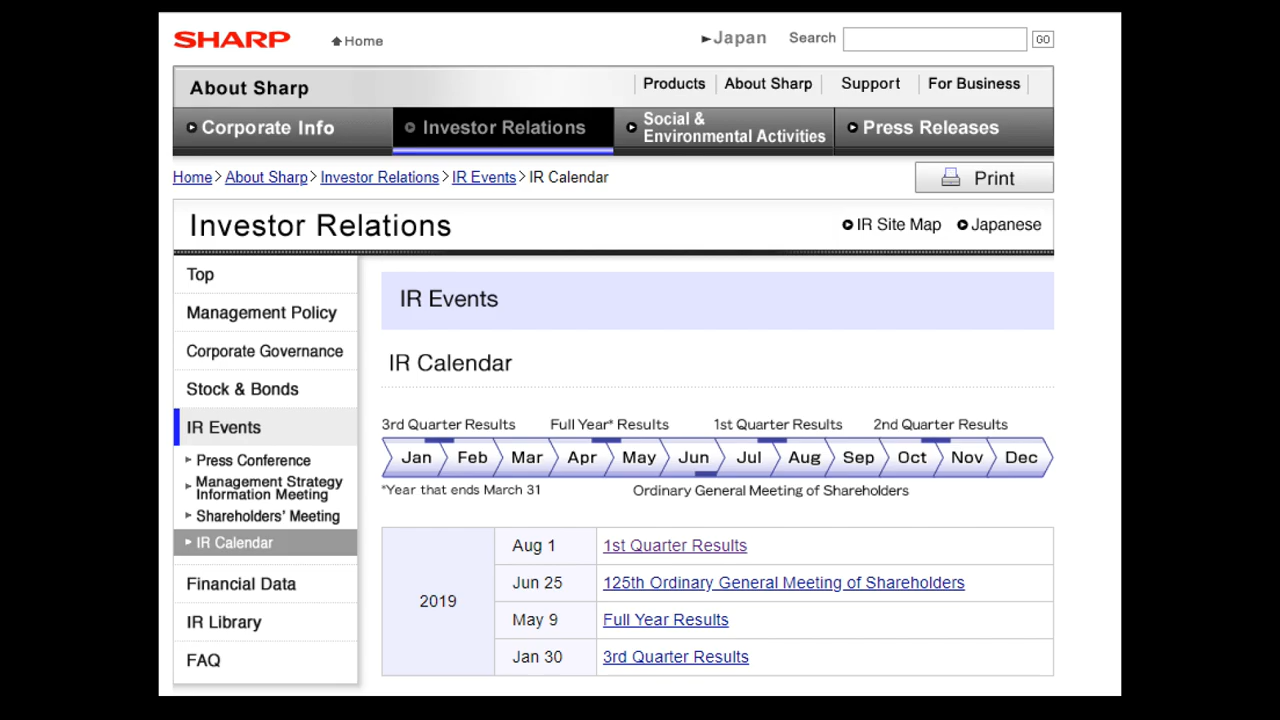 SHARP
Home
Japan
Search
GO
About Sharp
Products
About Sharp
Support
For Business
Corporate Info
Investor Relations
Social &
Environmental Activities
Press Releases
Home > About Sharp > Investor Relations > IR Events > IR Calendar
Print
Investor Relations
IR Site Map
Japanese
Top
Management Policy
Corporate Governance
Stock & Bonds
IR Events
Press Conference
Management Strategy
Information Meeting
Shareholders' Meeting
IR Calendar
Financial Data
IR Library
FAQ
IR Events
IR Calendar
3rd Quarter Results Full Year* Results 1st Quarter Results 2nd Quarter Results
Jan Feb Mar Apr May Jun Jul Aug Sep Oct Nov Dec
*Year that ends March 31 Ordinary General Meeting of Shareholders
2019
Aug 1 1st Quarter Results
Jun 25 125th Ordinary General Meeting of Shareholders
May 9 Full Year Results
Jan 30 3rd Quarter Results